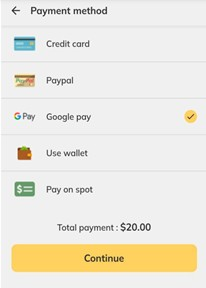 Payment method
Credit card
Paypal
G Pay Google pay
Use wallet
Pay on spot
Total payment : $20.00
Continue